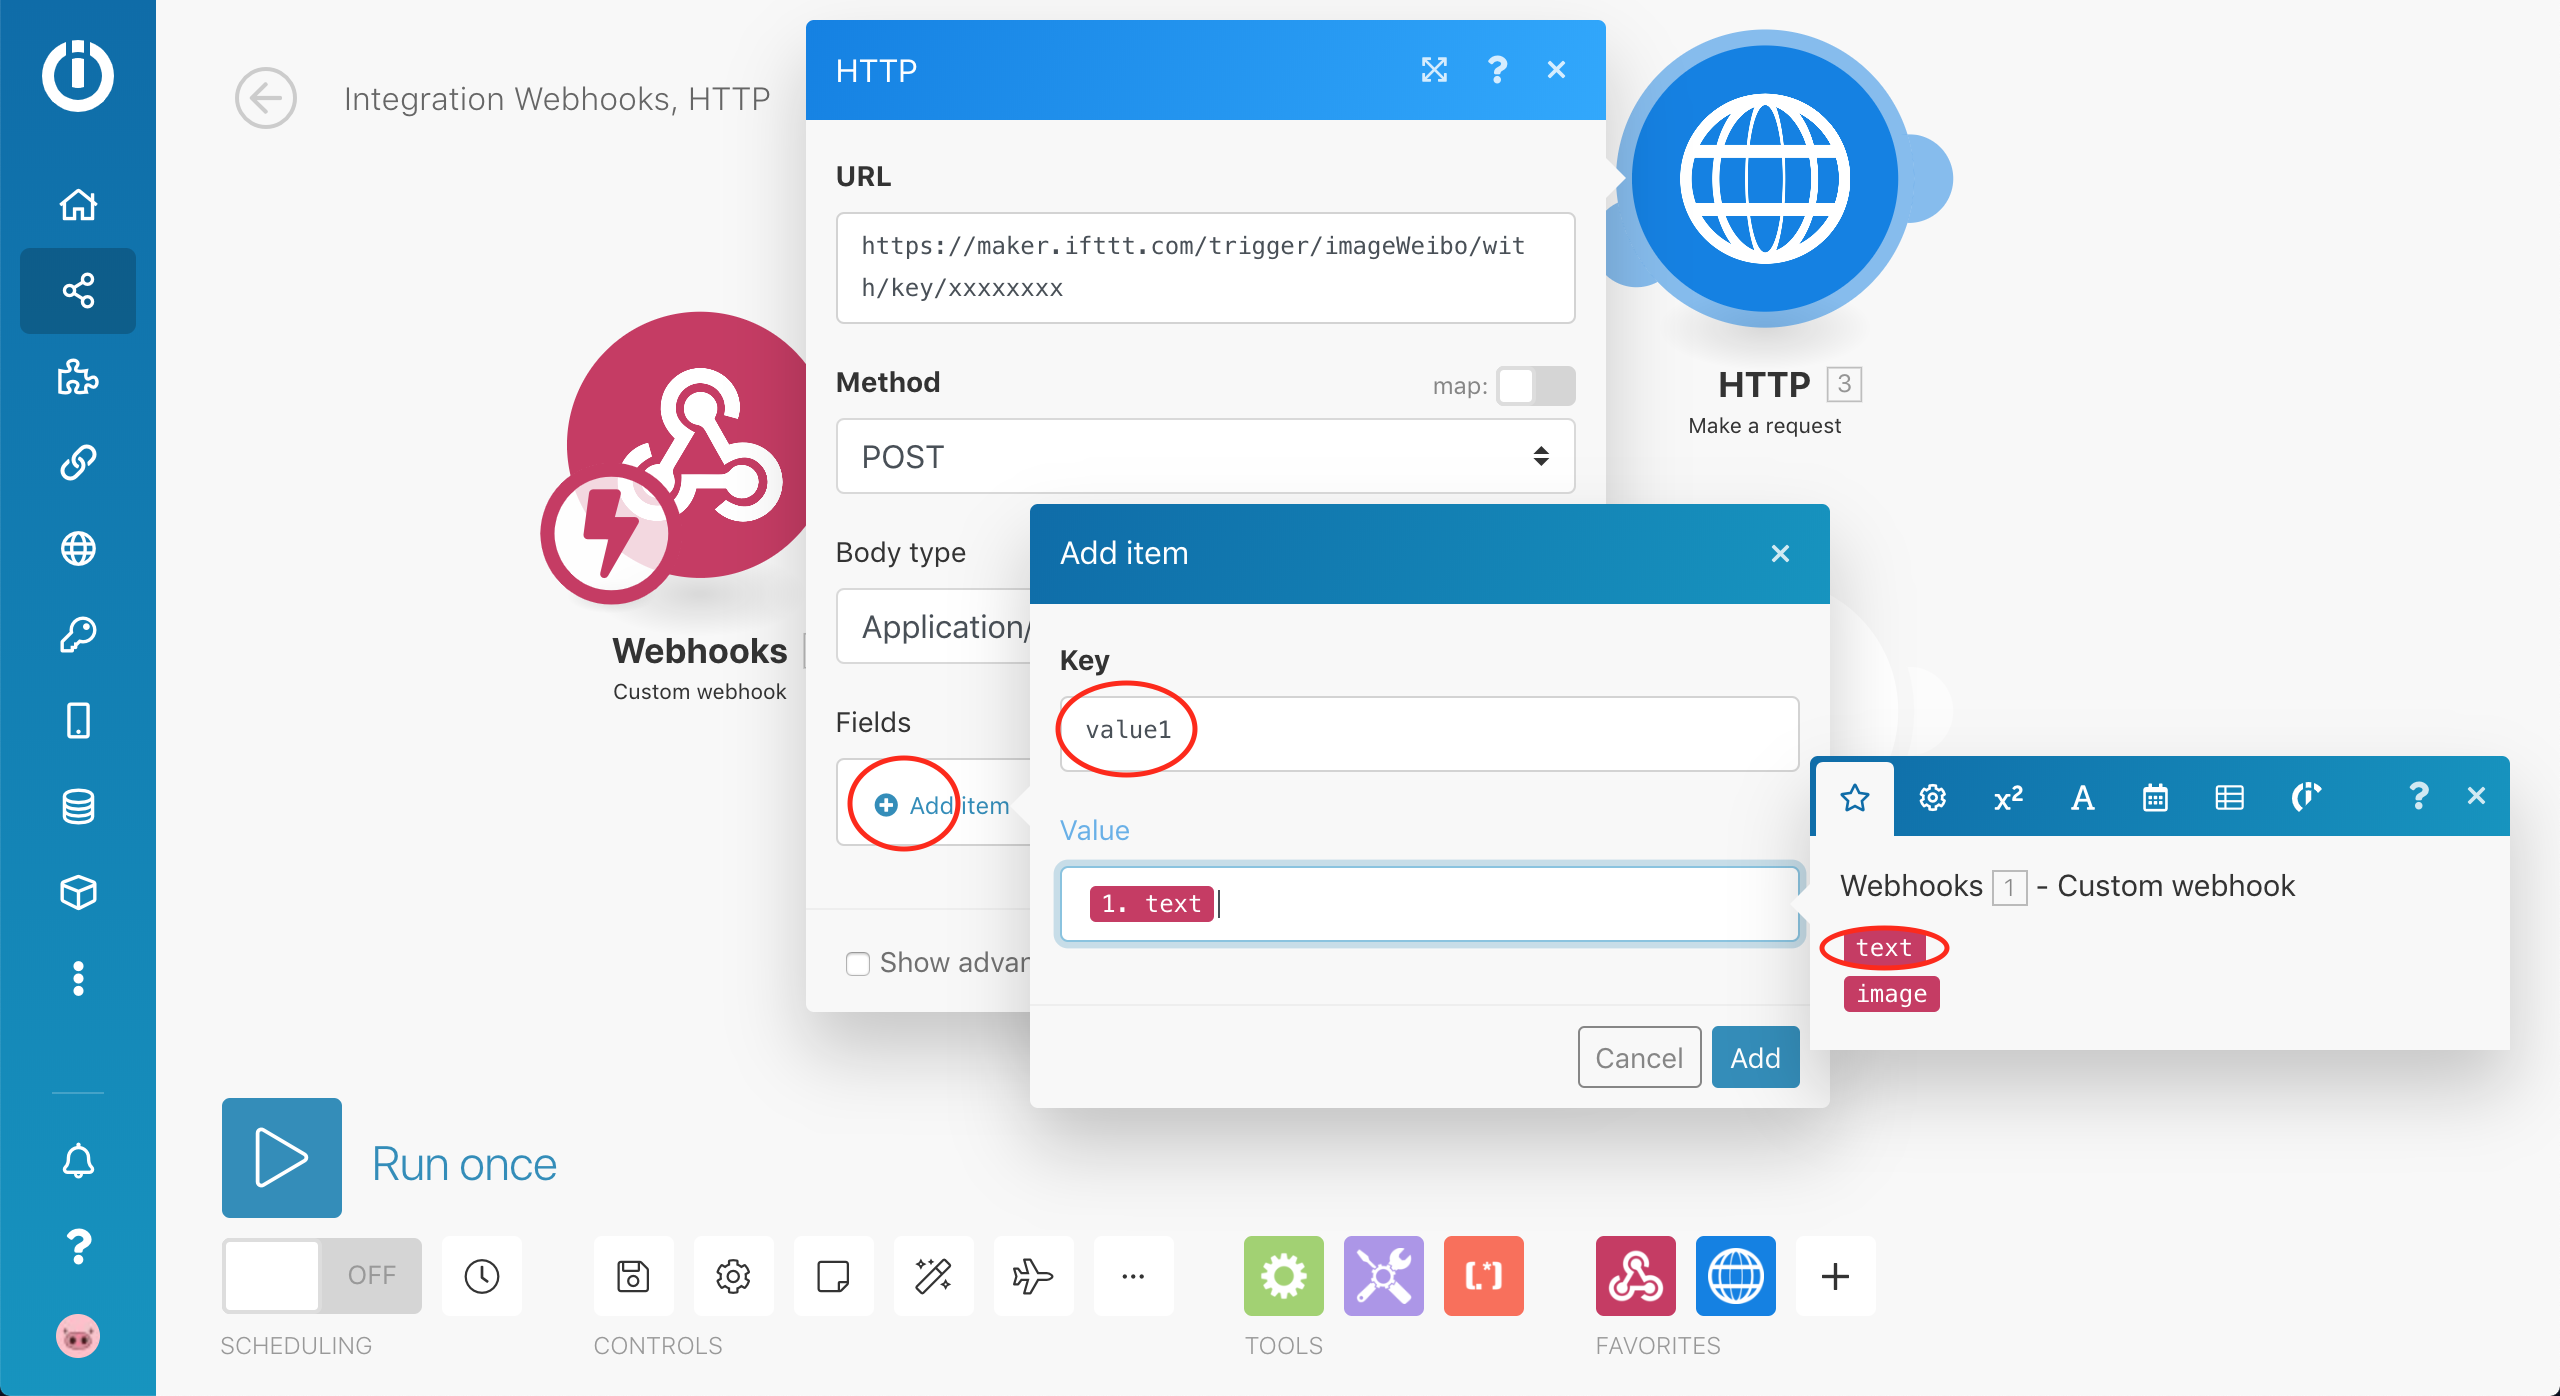 Integration Webhooks, HTTP
HTTP
URL
https://maker.ifttt.com/trigger/imageWeibo/wit
h/key/xxxxxxxx
Method
map:
POST
Body type
Application/
Fields
Add item
Show advan
Webhooks
Custom webhook
HTTP 3
Make a request
Add item
Key
value1
Value
1. text
Cancel
Add
Webhooks 1 - Custom webhook
text
image
Run once
OFF
SCHEDULING
CONTROLS
TOOLS
FAVORITES